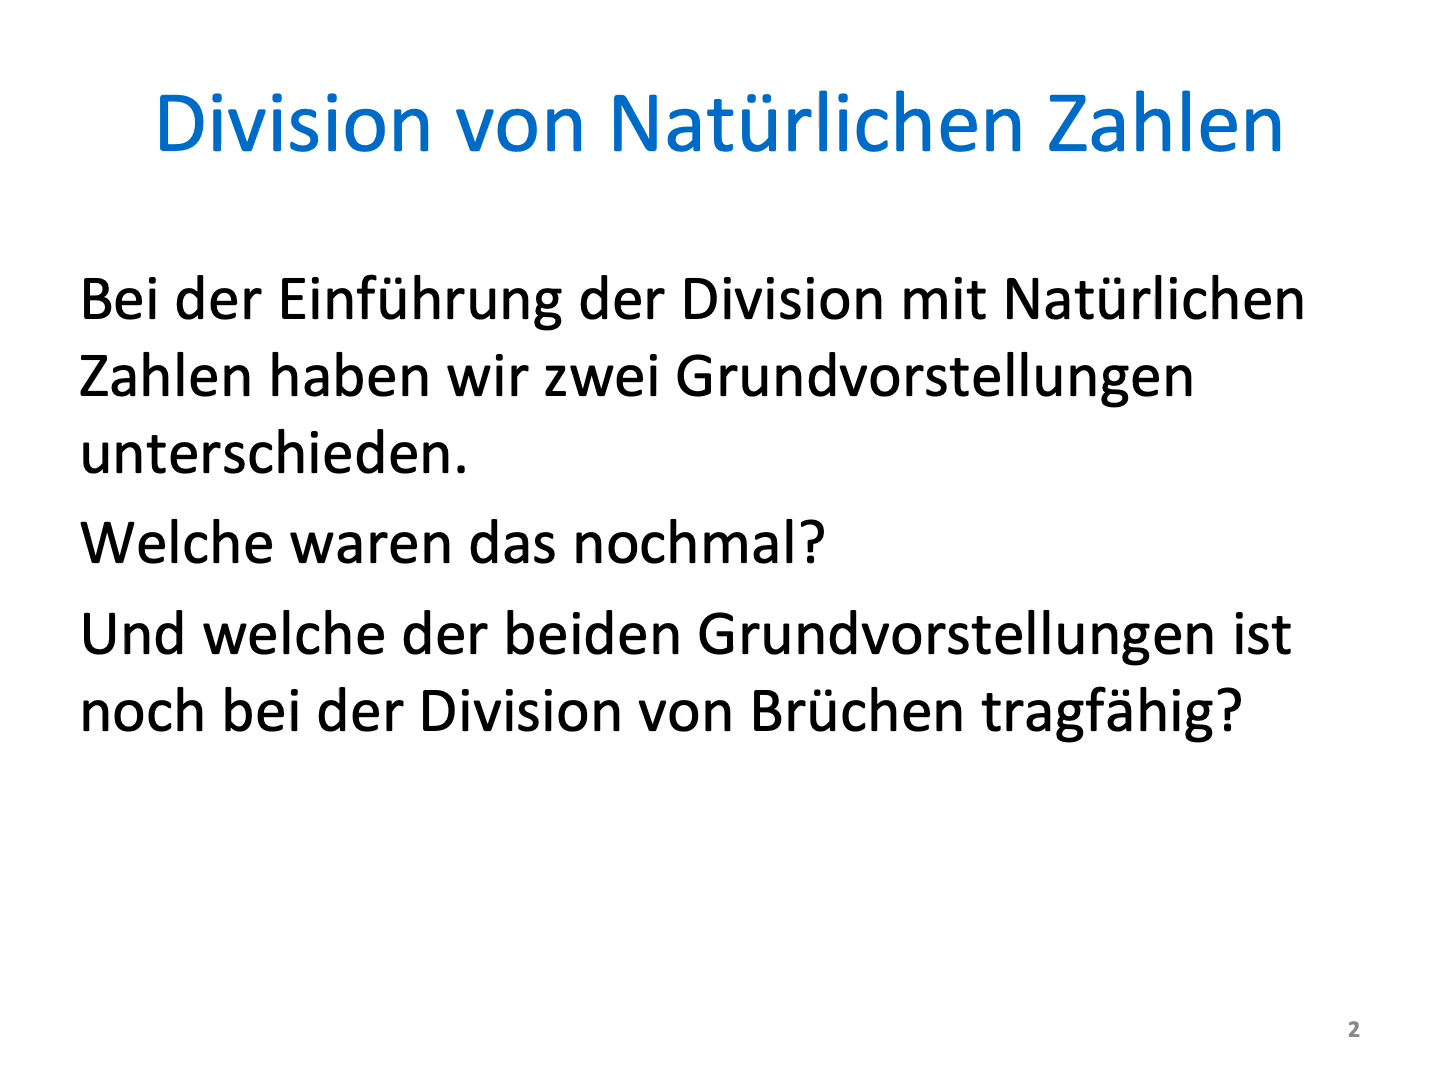 Division von Natürlichen Zahlen
Bei der Einführung der Division mit Natürlichen
Zahlen haben wir zwei Grundvorstellungen
unterschieden.
Welche waren das nochmal?
Und welche der beiden Grundvorstellungen ist
noch bei der Division von Brüchen tragfähig?
2